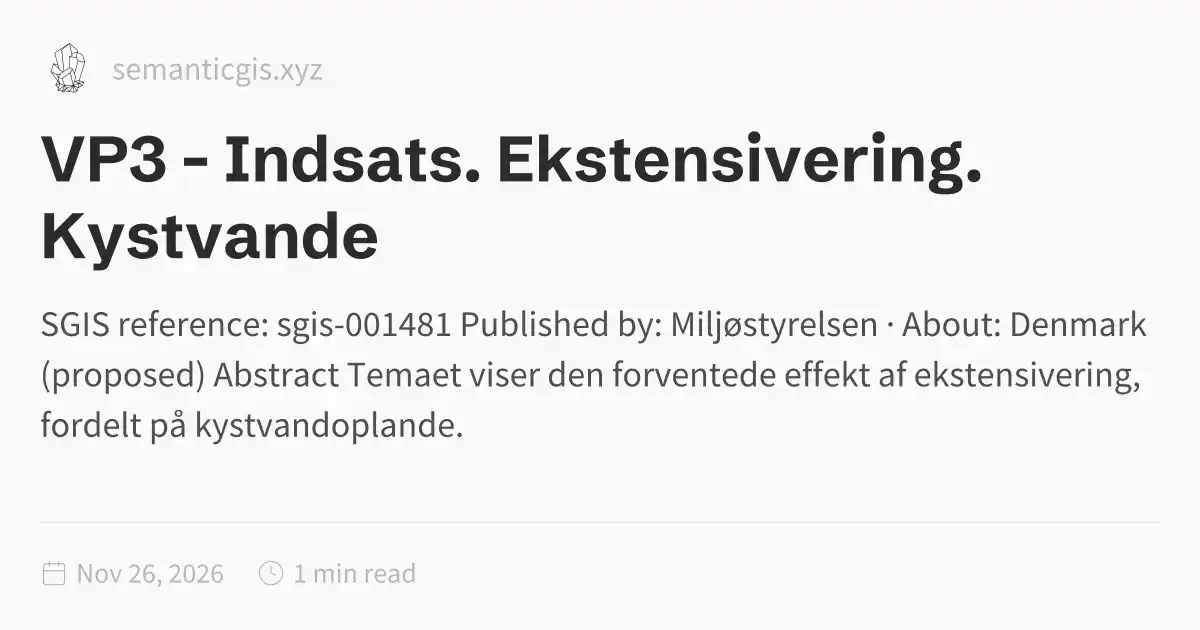 semanticgis.xyz
VP3 - Indsats. Ekstensivering.
Kystvande
SGIS reference: sgis-001481 Published by: Miljøstyrelsen · About: Denmark
(proposed) Abstract Temaet viser den forventede effekt af ekstensivering,
fordelt på kystvandoplande.
Nov 26, 2026 1 min read